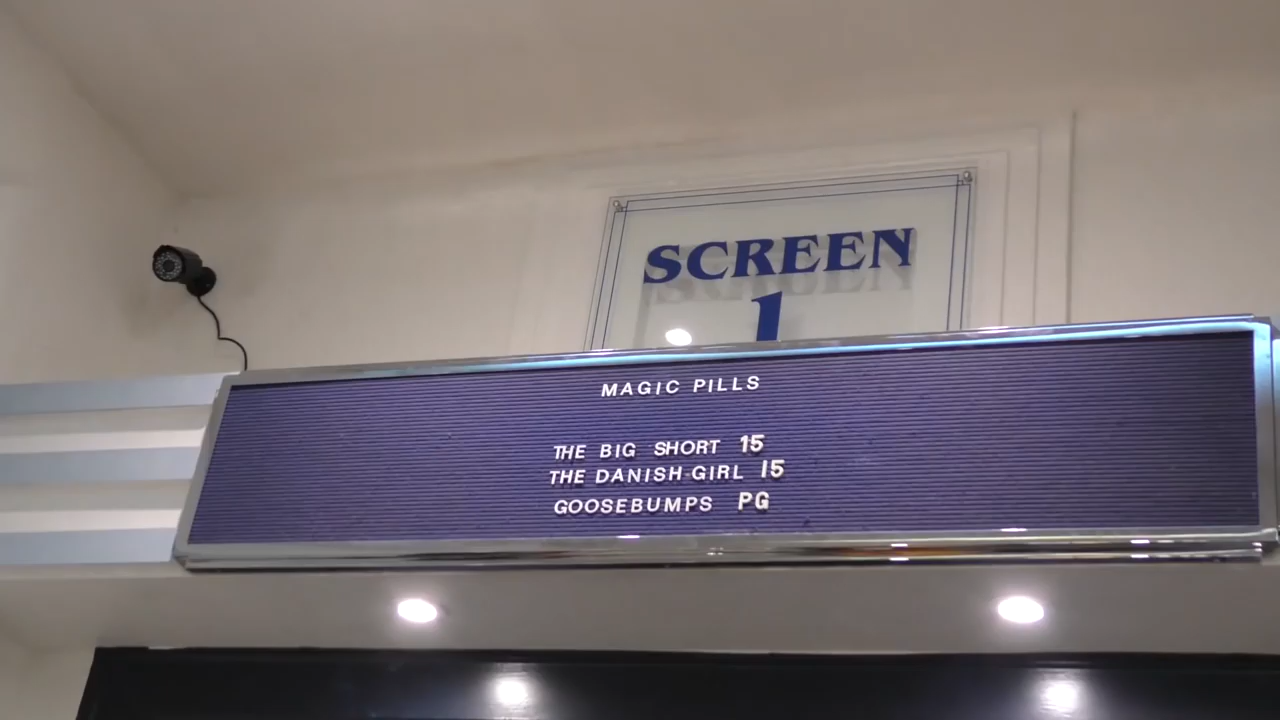 SCREEN
1
MAGIC PILLS
THE BIG SHORT 15
THE DANISH GIRL 15
GOOSEBUMPS PG